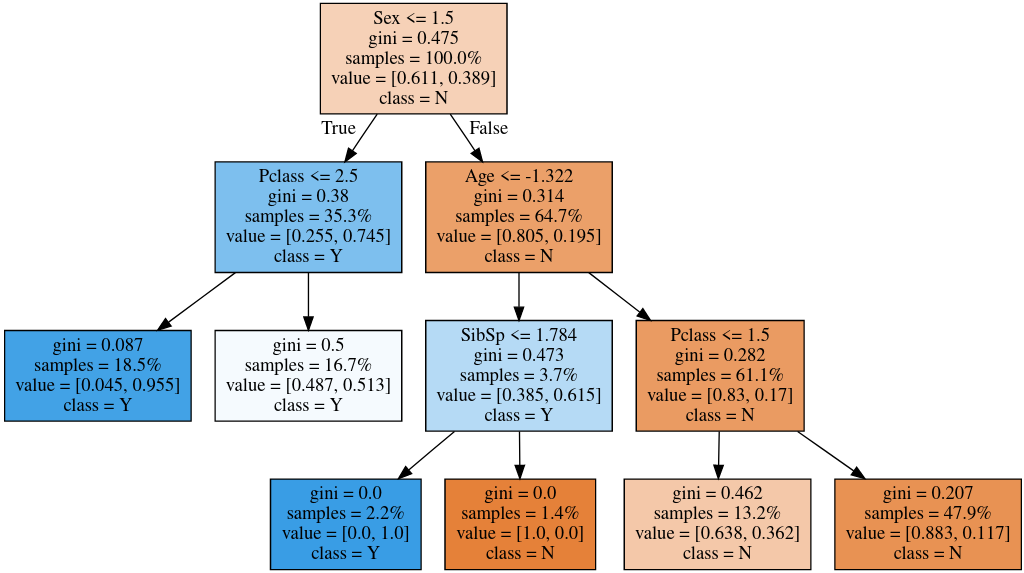 Sex <= 1.5
gini = 0.475
samples = 100.0%
value = [0.611, 0.389]
class = N
True
False
Pclass <= 2.5
gini = 0.38
samples = 35.3%
value = [0.255, 0.745]
class = Y
Age <= -1.322
gini = 0.314
samples = 64.7%
value = [0.805, 0.195]
class = N
gini = 0.087
samples = 18.5%
value = [0.045, 0.955]
class = Y
gini = 0.5
samples = 16.7%
value = [0.487, 0.513]
class = Y
SibSp <= 1.784
gini = 0.473
samples = 3.7%
value = [0.385, 0.615]
class = Y
Pclass <= 1.5
gini = 0.282
samples = 61.1%
value = [0.83, 0.17]
class = N
gini = 0.0
samples = 2.2%
value = [0.0, 1.0]
class = Y
gini = 0.0
samples = 1.4%
value = [1.0, 0.0]
class = N
gini = 0.462
samples = 13.2%
value = [0.638, 0.362]
class = N
gini = 0.207
samples = 47.9%
value = [0.883, 0.117]
class = N